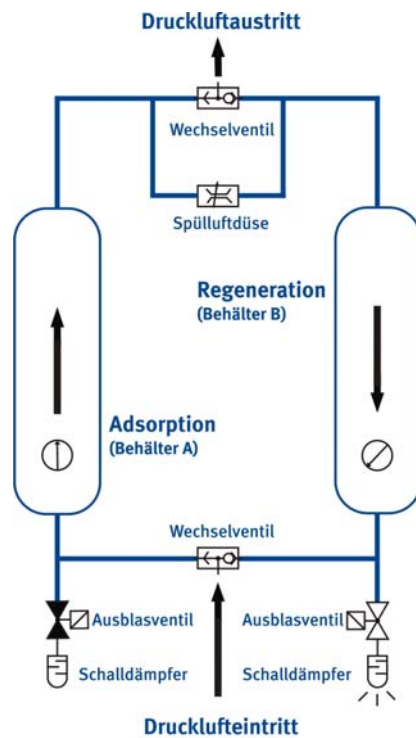 Druckluftaustritt
Wechselventil
Spülluftdüse
Regeneration
(Behälter B)
Adsorption
(Behälter A)
Wechselventil
Ausblasventil
Ausblasventil
Schalldämpfer
Schalldämpfer
Drucklufteintritt